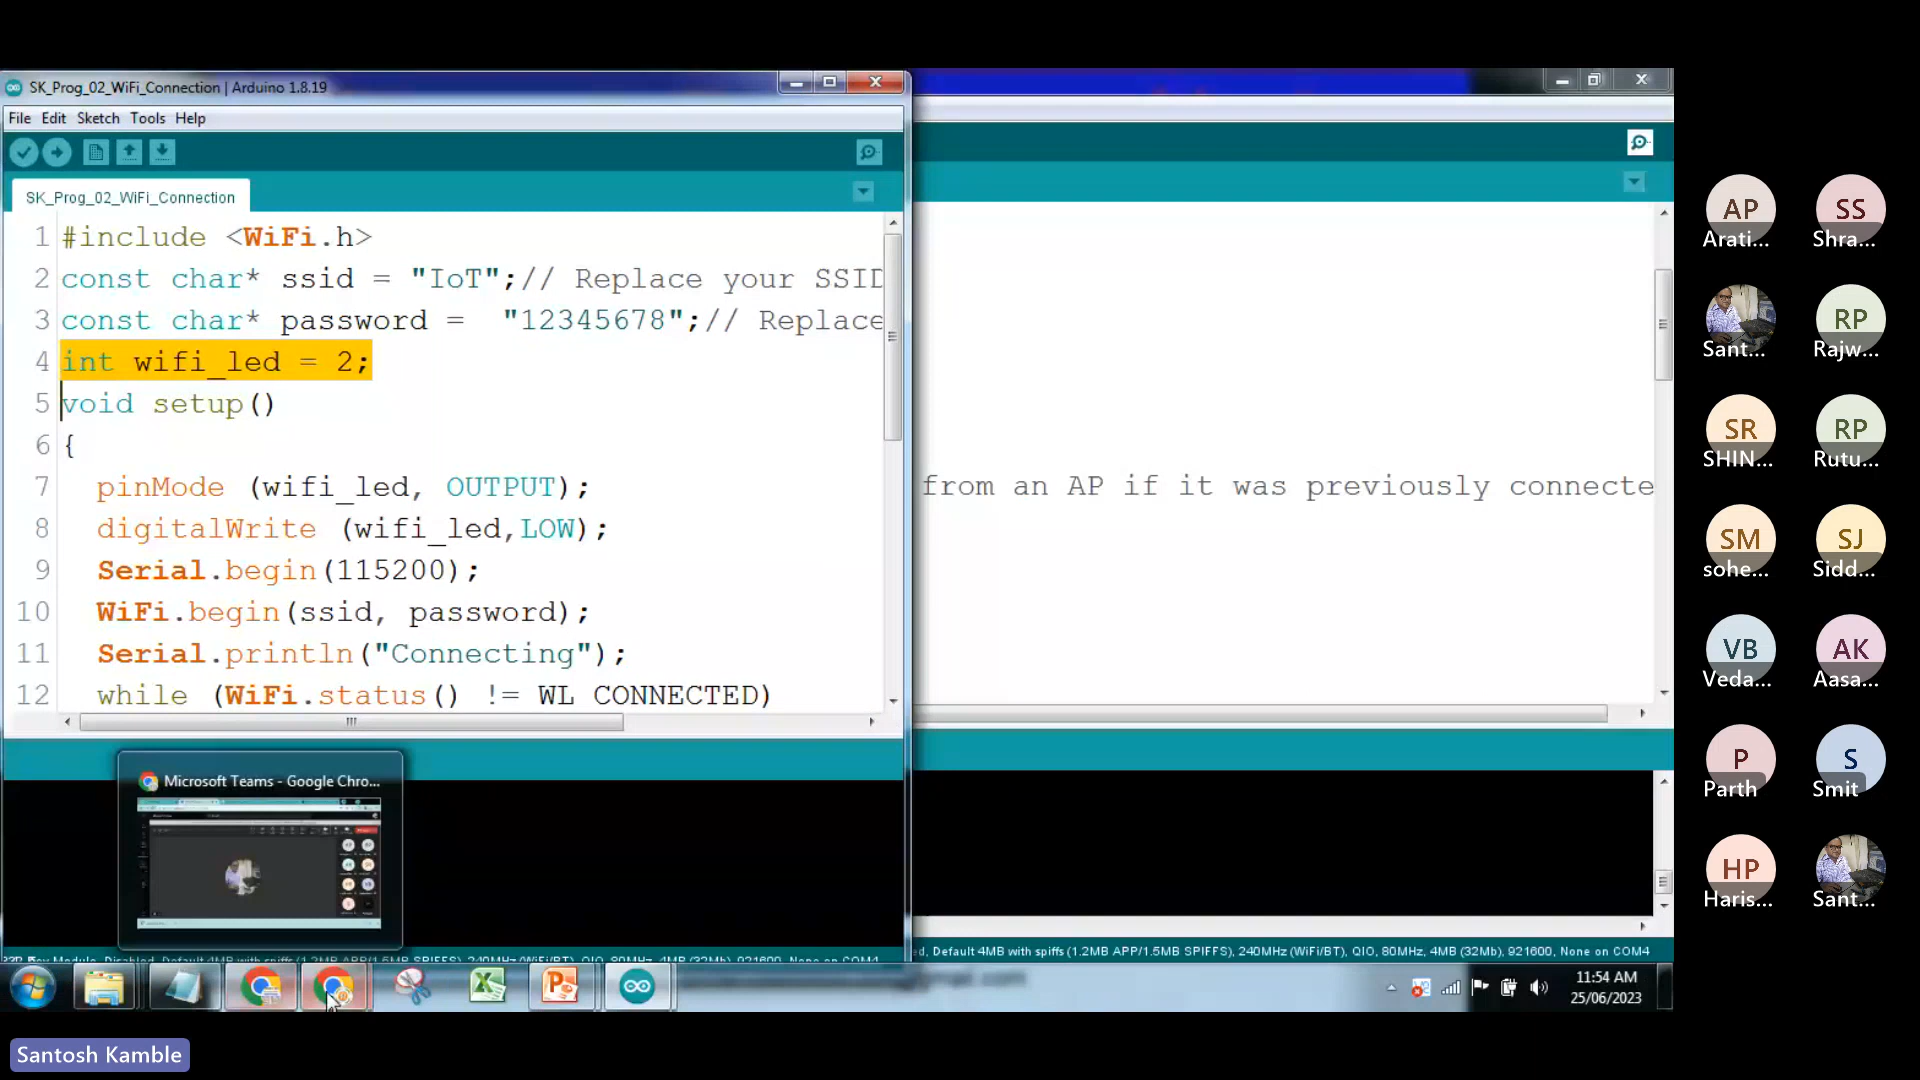 SK_Prog_02_WiFi_Connection | Arduino 1.8.19
File Edit Sketch Tools Help
SK_Prog_02_WiFi_Connection
1 #include <WiFi.h>
2 const char* ssid = "IoT";// Replace your SSID
3 const char* password =  "12345678";// Replace
4 int wifi_led = 2;
5 void setup()
6 {
7 pinMode (wifi_led, OUTPUT);
8 digitalWrite (wifi_led,LOW);
9 Serial.begin(115200);
10 WiFi.begin(ssid, password);
11 Serial.println("Connecting");
12 while (WiFi.status() != WL_CONNECTED)
from an AP if it was previously connecte
Microsoft Teams - Google Chro...
ed, Default 4MB with spiffs (1.2MB APP/1.5MB SPIFFS), 240MHz (WiFi/BT), QIO, 80MHz, 4MB (32Mb), 921600, None on COM4
11:54 AM
25/06/2023
AP SS
Arati... Shra...
RP
Sant... Rajw...
SR RP
SHIN... Rutu...
SM SJ
sohe... Sidd...
VB AK
Veda... Aasa...
P S
Parth Smit
HP
Haris... Sant...
Santosh Kamble